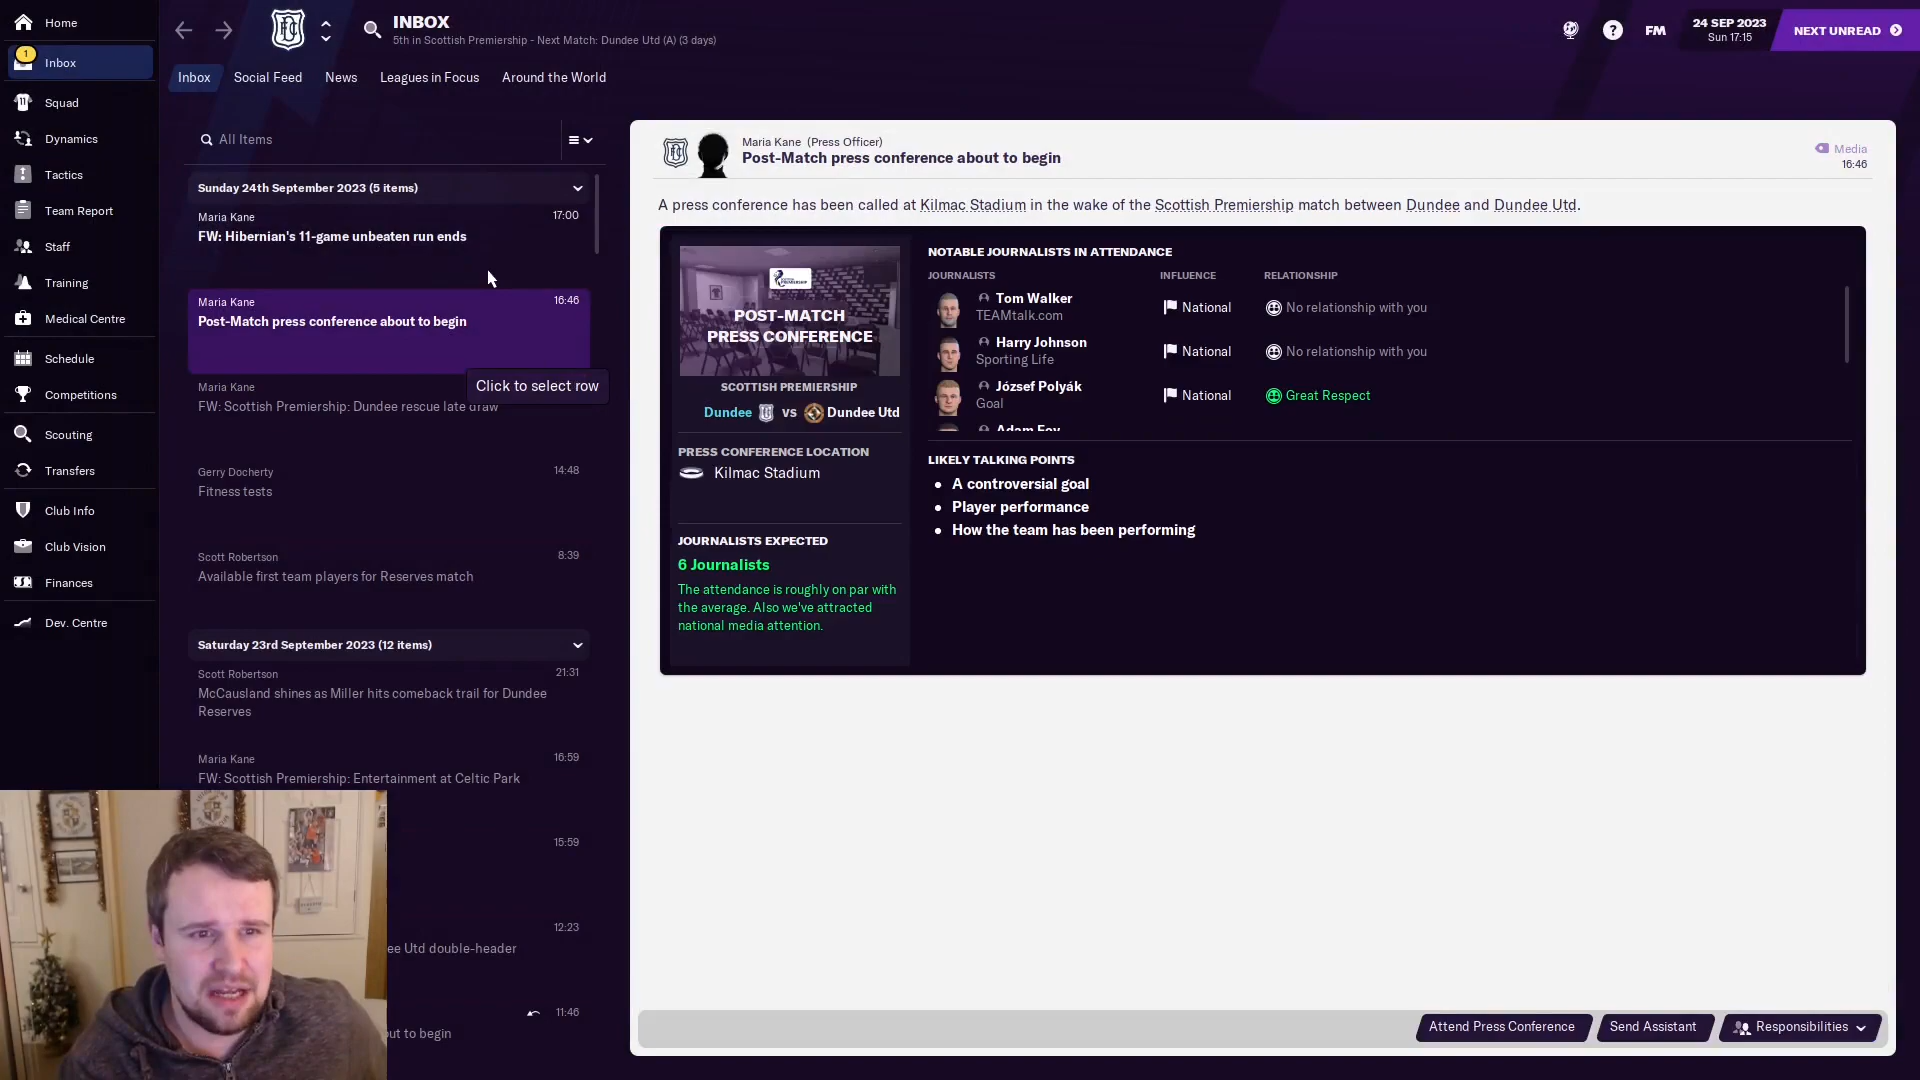 Home
1
Inbox
Squad
Dynamics
Tactics
Team Report
Staff
Training
Medical Centre
Schedule
Competitions
Scouting
Transfers
Club Info
Club Vision
Finances
Dev. Centre
INBOX
5th in Scottish Premiership - Next Match: Dundee Utd (A) (3 days)
FM
24 SEP 2023
Sun 17:15
NEXT UNREAD
Inbox
Social Feed
News
Leagues in Focus
Around the World
All Items
Sunday 24th September 2023 (5 items)
Maria Kane 17:00
FW: Hibernian's 11-game unbeaten run ends
Maria Kane 16:46
Post-Match press conference about to begin
Click to select row
Maria Kane
FW: Scottish Premiership: Dundee rescue late draw
Gerry Docherty 14:48
Fitness tests
Scott Robertson 8:39
Available first team players for Reserves match
Saturday 23rd September 2023 (12 items)
Scott Robertson 21:31
McCausland shines as Miller hits comeback trail for Dundee
Reserves
Maria Kane 16:59
FW: Scottish Premiership: Entertainment at Celtic Park
15:59
12:23
ee Utd double-header
11:46
out to begin
Maria Kane (Press Officer)
Post-Match press conference about to begin
Media
16:46
A press conference has been called at Kilmac Stadium in the wake of the Scottish Premiership match between Dundee and Dundee Utd.
POST-MATCH
PRESS CONFERENCE
SCOTTISH PREMIERSHIP
Dundee vs Dundee Utd
PRESS CONFERENCE LOCATION
Kilmac Stadium
JOURNALISTS EXPECTED
6 Journalists
The attendance is roughly on par with
the average. Also we've attracted
national media attention.
NOTABLE JOURNALISTS IN ATTENDANCE
JOURNALISTS INFLUENCE RELATIONSHIP
Tom Walker
TEAMtalk.com
National
No relationship with you
Harry Johnson
Sporting Life
National
No relationship with you
József Polyák
Goal
National
Great Respect
Adam Foy
LIKELY TALKING POINTS
• A controversial goal
• Player performance
• How the team has been performing
Attend Press Conference
Send Assistant
Responsibilities